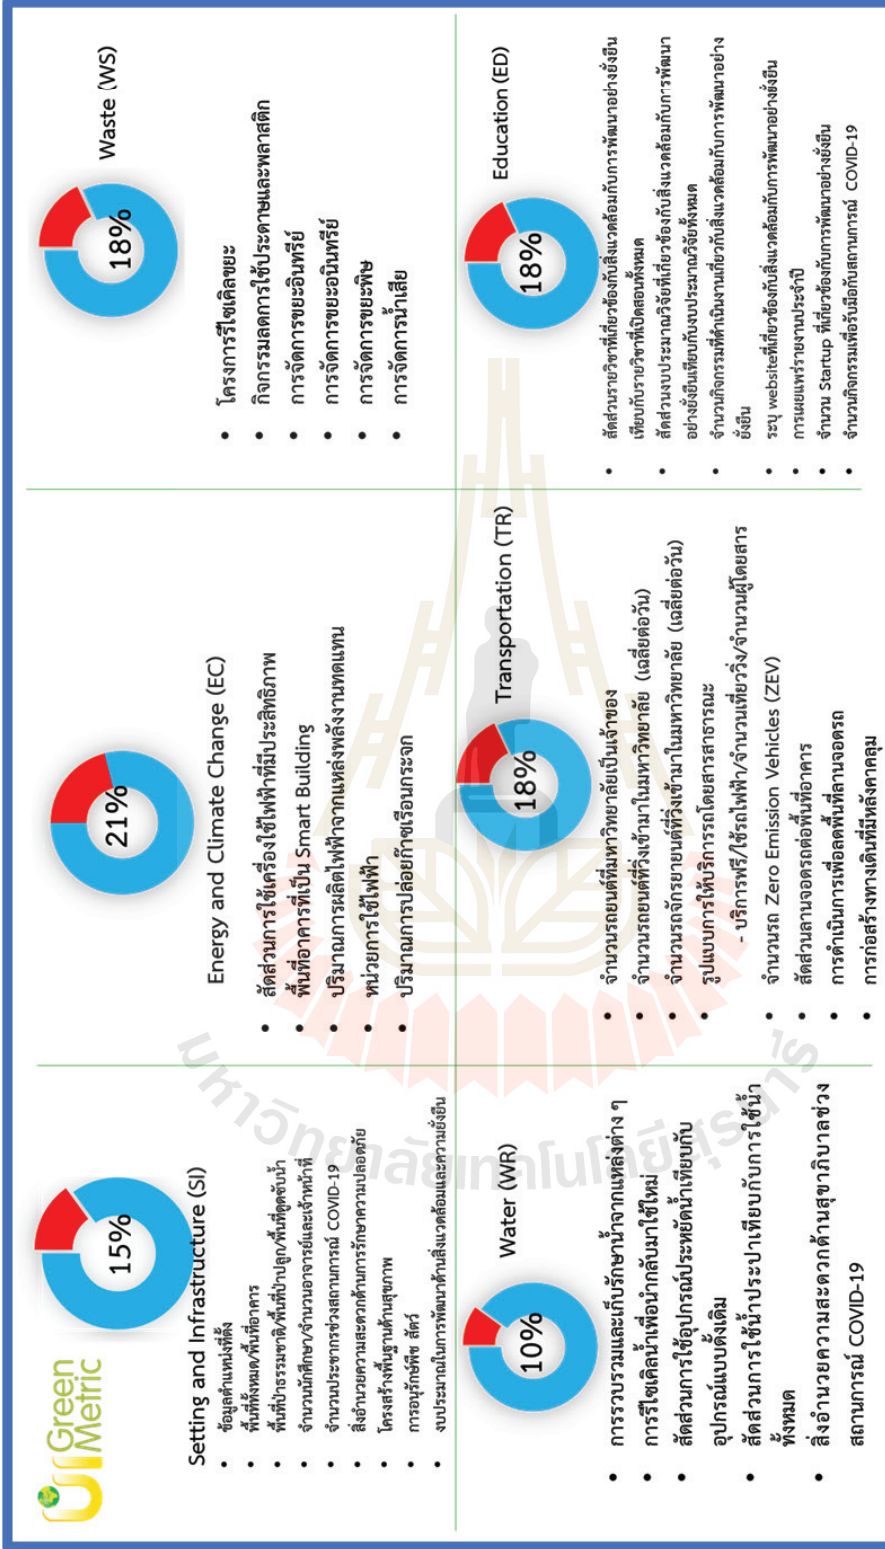 UI Green
Metric
15%
Setting and Infrastructure (SI)
• ข้อมูลตำแหน่งที่ตั้ง
• พื้นที่ทั้งหมด/พื้นที่อาคาร
• พื้นที่ป่าธรรมชาติ/พื้นที่ป่าปลูก/พื้นที่ดูดซับน้ำ
• จำนวนนักศึกษา/จำนวนอาจารย์และเจ้าหน้าที่
• จำนวนประชากรช่วงสถานการณ์ COVID-19
• สิ่งอำนวยความสะดวกด้านการรักษาความปลอดภัย
• โครงสร้างพื้นฐานด้านสุขภาพ
• การอนุรักษ์พืช สัตว์
• งบประมาณในการพัฒนาด้านสิ่งแวดล้อมและความยั่งยืน
21%
Energy and Climate Change (EC)
• สัดส่วนการใช้เครื่องใช้ไฟฟ้าที่มีประสิทธิภาพ
• พื้นที่อาคารที่เป็น Smart Building
• ปริมาณการผลิตไฟฟ้าจากแหล่งพลังงานทดแทน
• หน่วยการใช้ไฟฟ้า
• ปริมาณการปล่อยก๊าซเรือนกระจก
18%
Waste (WS)
• โครงการรีไซเคิลขยะ
• กิจกรรมลดการใช้ประดาษและพลาสติก
• การจัดการขยะอินทรีย์
• การจัดการขยะอนินทรีย์
• การจัดการขยะพิษ
• การจัดการน้ำเสีย
10%
Water (WR)
• การรวบรวมและเก็บรักษาน้ำจากแหล่งต่าง ๆ
• การรีไซเคิลน้ำเพื่อนำกลับมาใช้ใหม่
• สัดส่วนการใช้อุปกรณ์ประหยัดน้ำเทียบกับ
อุปกรณ์แบบดั้งเดิม
• สัดส่วนการใช้น้ำประปาเทียบกับการใช้น้ำ
ทั้งหมด
• สิ่งอำนวยความสะดวกด้านสุขาภิบาลช่วง
สถานการณ์ COVID-19
18%
Transportation (TR)
• จำนวนรถยนต์ที่มหาวิทยาลัยเป็นเจ้าของ
• จำนวนรถยนต์ที่วิ่งเข้ามาในมหาวิทยาลัย (เฉลี่ยต่อวัน)
• จำนวนรถจักรยายนต์ที่วิ่งเข้ามาในมหาวิทยาลัย (เฉลี่ยต่อวัน)
• รูปแบบการให้บริการรถโดยสารสาธารณะ
- บริการฟรี/ใช้รถไฟฟ้า/จำนวนเที่ยววิ่ง/จำนวนผู้โดยสาร
• จำนวนรถ Zero Emission Vehicles (ZEV)
• สัดส่วนลานจอดรถต่อพื้นที่อาคาร
• การดำเนินการเพื่อลดพื้นที่ลานจอดรถ
• การก่อสร้างทางเดินที่มีหลังคาคลุม
18%
Education (ED)
• สัดส่วนรายวิชาที่เกี่ยวข้องกับสิ่งแวดล้อมกับการพัฒนาอย่างยั่งยืน
เทียบกับรายวิชาที่เปิดสอนทั้งหมด
• สัดส่วนงบประมาณวิจัยที่เกี่ยวข้องกับสิ่งแวดล้อมกับการพัฒนา
อย่างยั่งยืนเทียบกับงบประมาณวิจัยทั้งหมด
• จำนวนกิจกรรมที่ดำเนินงานเกี่ยวกับสิ่งแวดล้อมกับการพัฒนาอย่าง
ยั่งยืน
• ระบุ websiteที่เกี่ยวข้องกับสิ่งแวดล้อมกับการพัฒนาอย่างยั่งยืน
• การเผยแพร่รายงานประจำปี
• จำนวน Startup ที่เกี่ยวข้องกับการพัฒนาอย่างยั่งยืน
• จำนวนกิจกรรมเพื่อรับมือกับสถานการณ์ COVID-19
มหาวิทยาลัยเทคโนโลยีสุรนารี